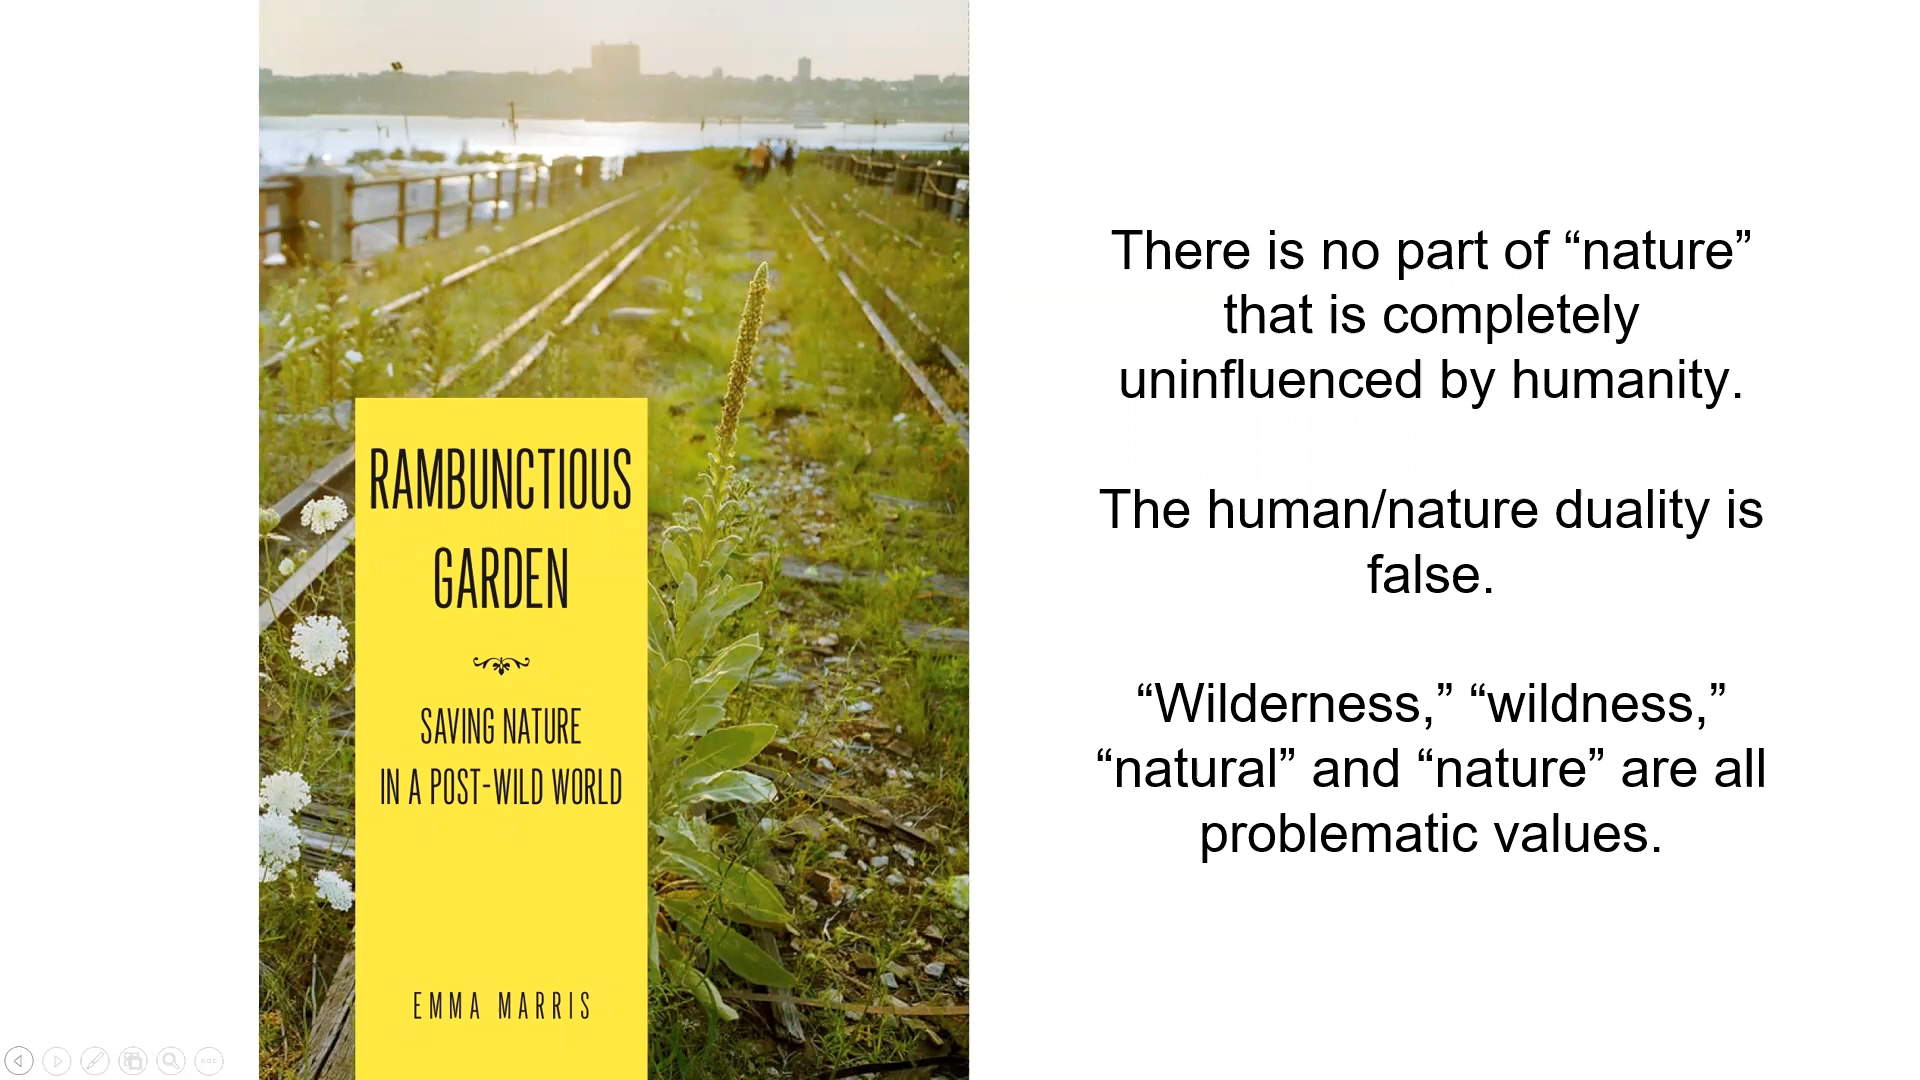 RAMBUNCTIOUS
GARDEN
SAVING NATURE
IN A POST-WILD WORLD
EMMA MARRIS
There is no part of “nature”
that is completely
uninfluenced by humanity.
The human/nature duality is
false.
“Wilderness,” “wildness,”
“natural” and “nature” are all
problematic values.